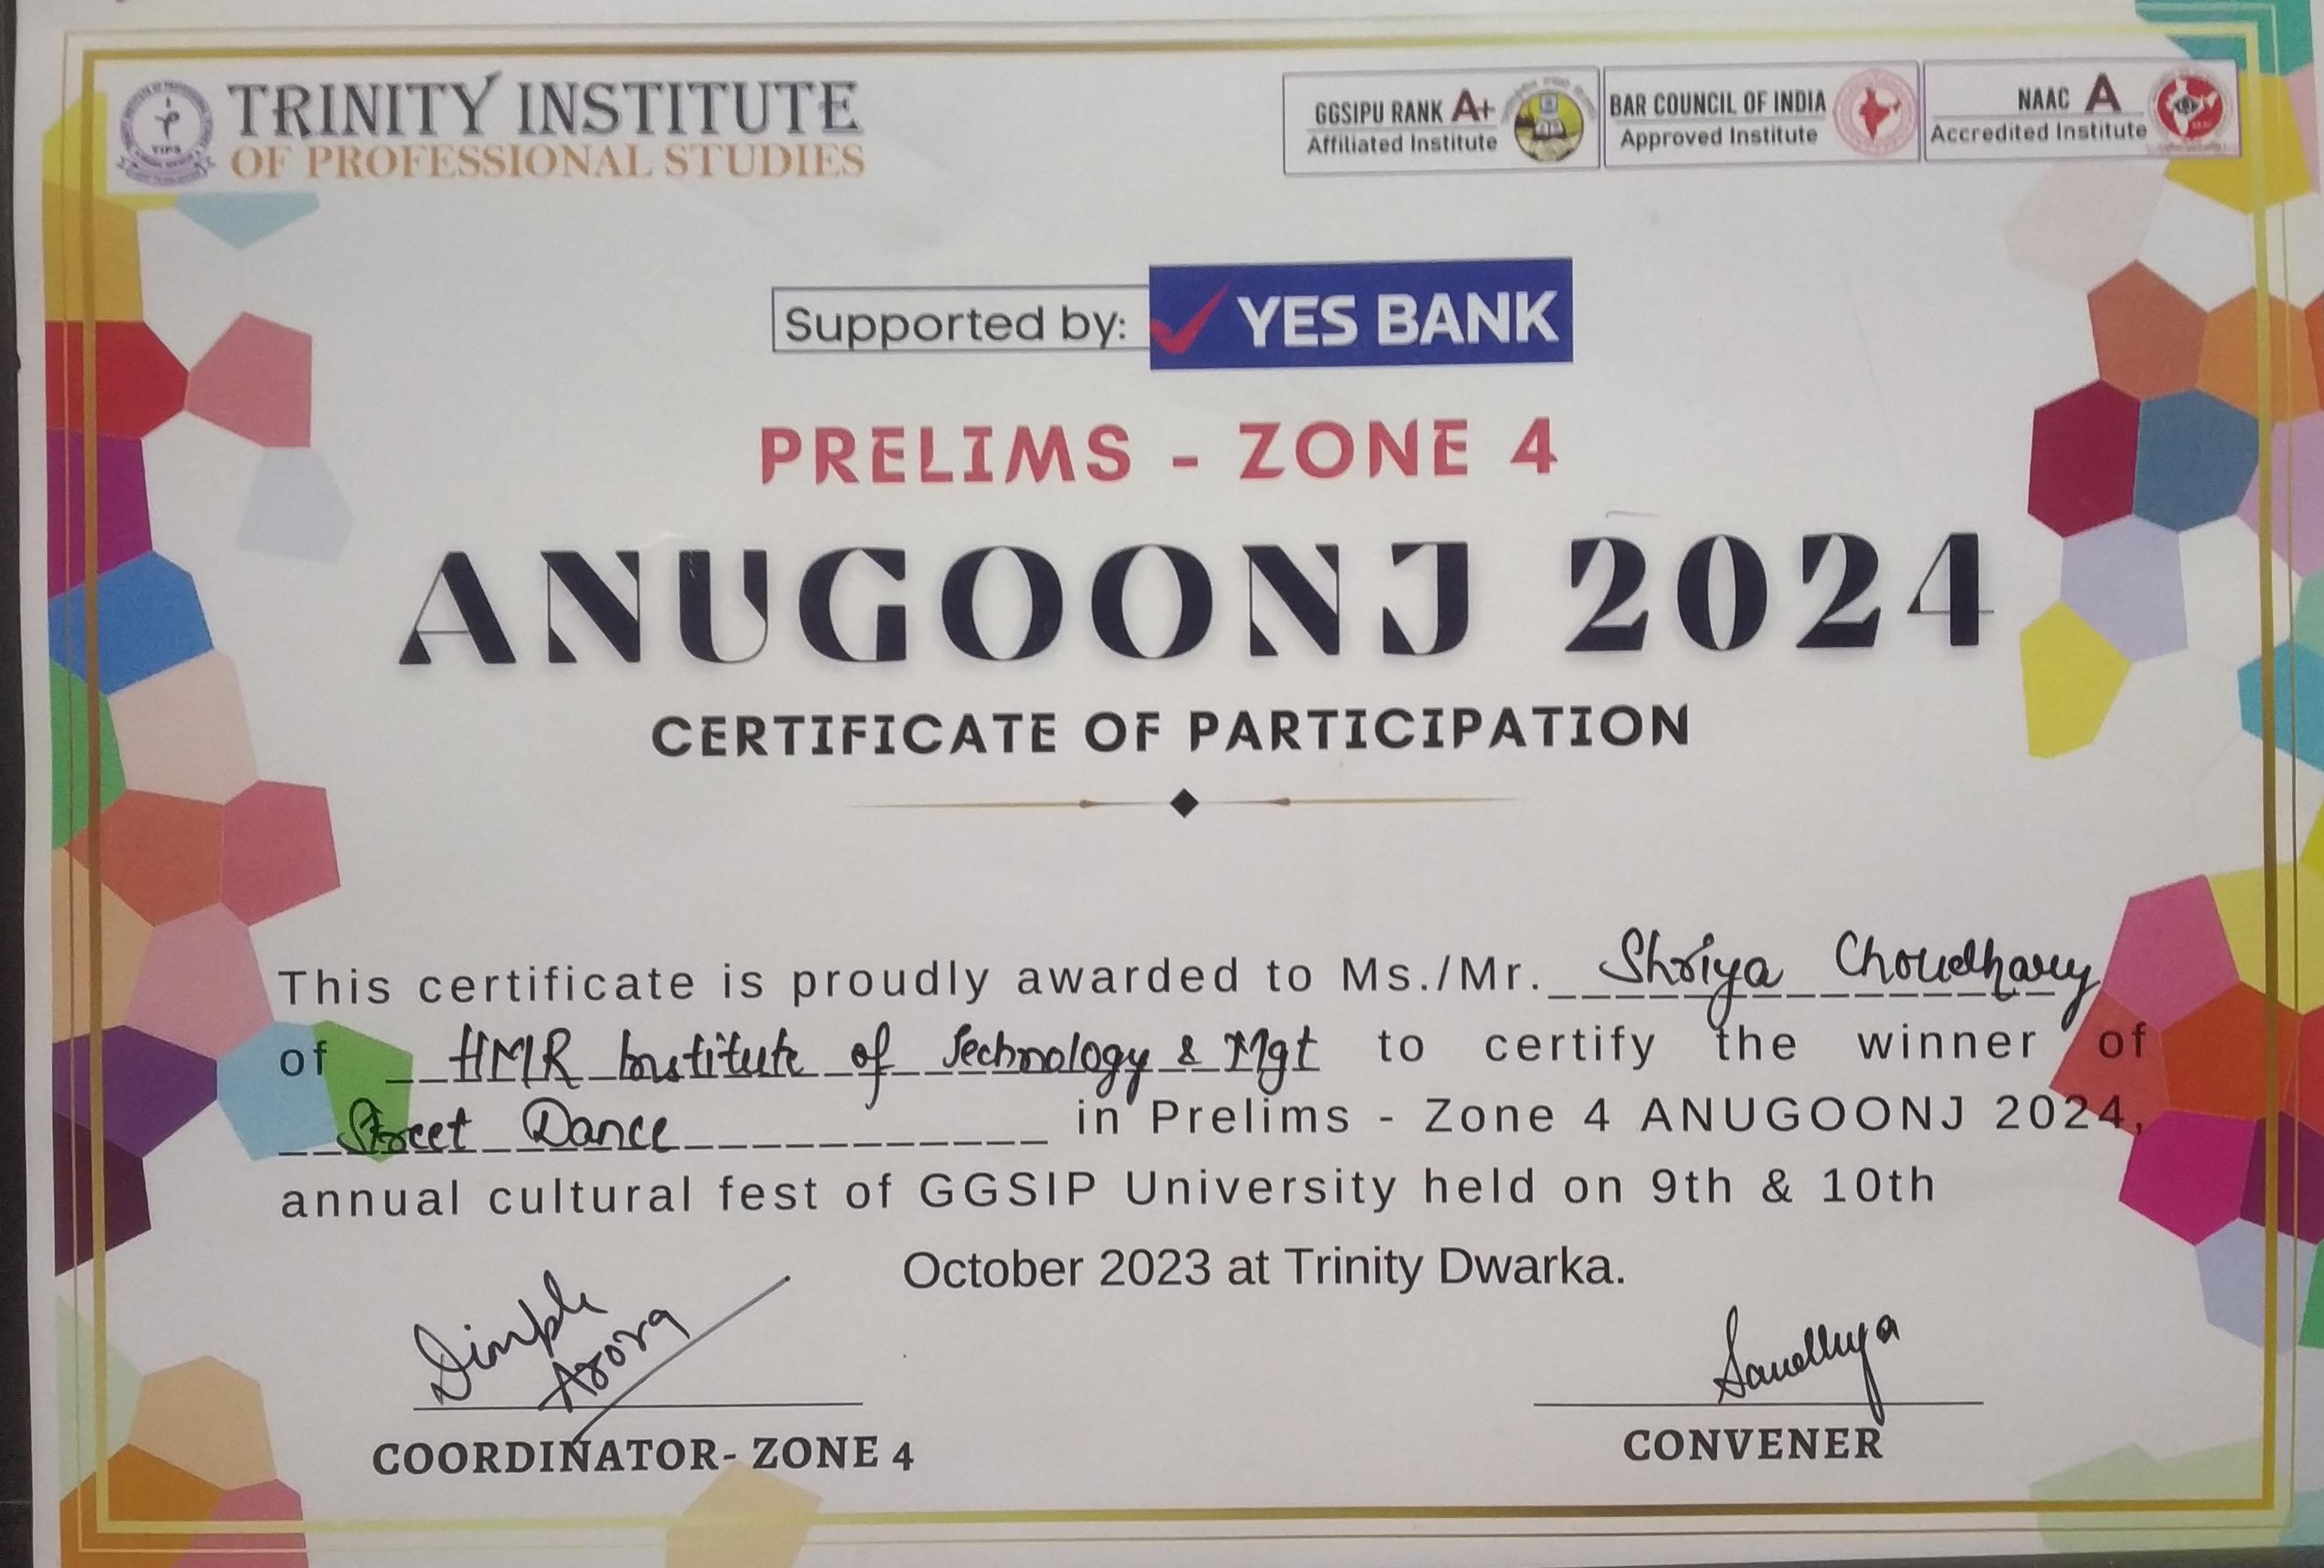 TRINITY INSTITUTE
OF PROFESSIONAL STUDIES
TIPS
GGSIPU RANK A+
Affiliated Institute
BAR COUNCIL OF INDIA
Approved Institute
NAAC A
Accredited Institute
Supported by: YES BANK
PRELIMS - ZONE 4
ANUGOONJ 2024
CERTIFICATE OF PARTICIPATION
This certificate is proudly awarded to Ms./Mr. Shriya Choudhary
of HMR Institute of Technology & Mgt to certify the winner of
Street Dance in Prelims - Zone 4 ANUGOONJ 2024,
annual cultural fest of GGSIP University held on 9th & 10th
October 2023 at Trinity Dwarka.
Dimple
Arora
COORDINATOR- ZONE 4
Sandhya
CONVENER